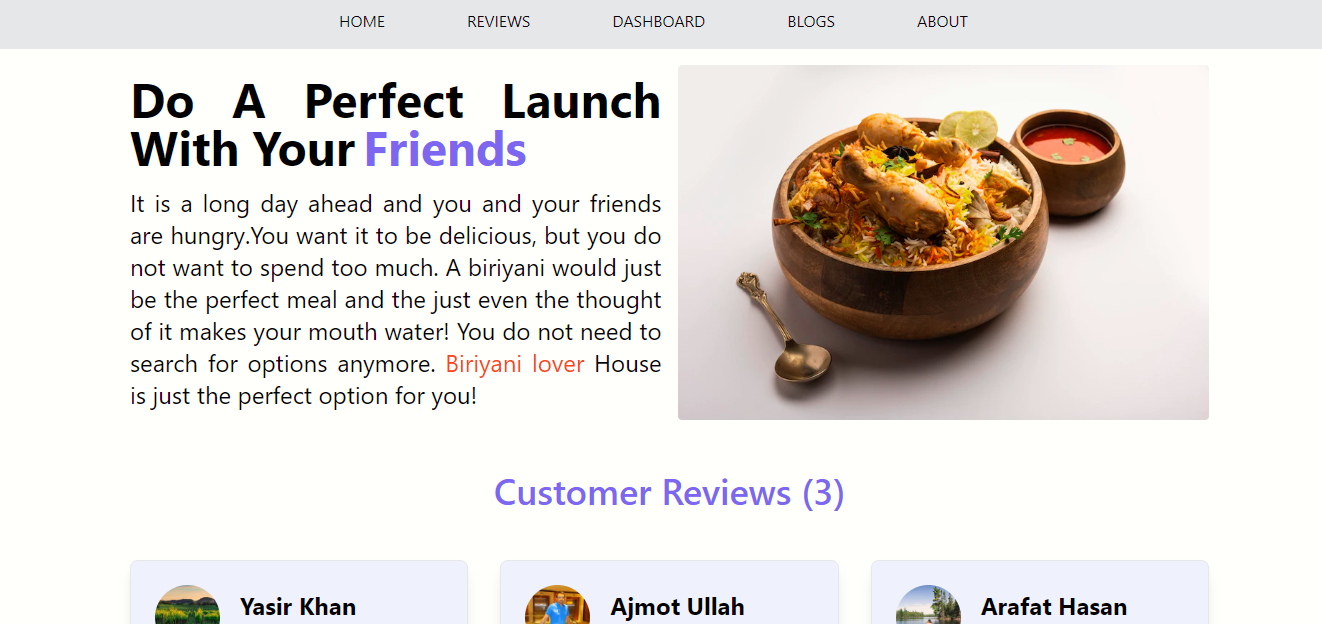 HOME REVIEWS DASHBOARD BLOGS ABOUT
Do A Perfect Launch
With Your Friends
It is a long day ahead and you and your friends
are hungry.You want it to be delicious, but you do
not want to spend too much. A biriyani would just
be the perfect meal and the just even the thought
of it makes your mouth water! You do not need to
search for options anymore. Biriyani lover House
is just the perfect option for you!
Customer Reviews (3)
Yasir Khan
Ajmot Ullah
Arafat Hasan